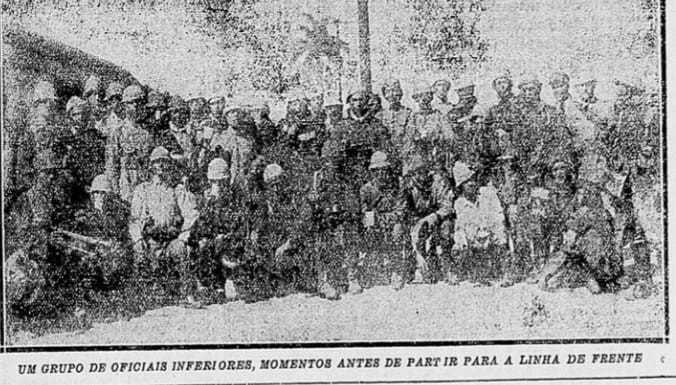 UM GRUPO DE OFICIAIS INFERIORES, MOMENTOS ANTES DE PARTIR PARA A LINHA DE FRENTE